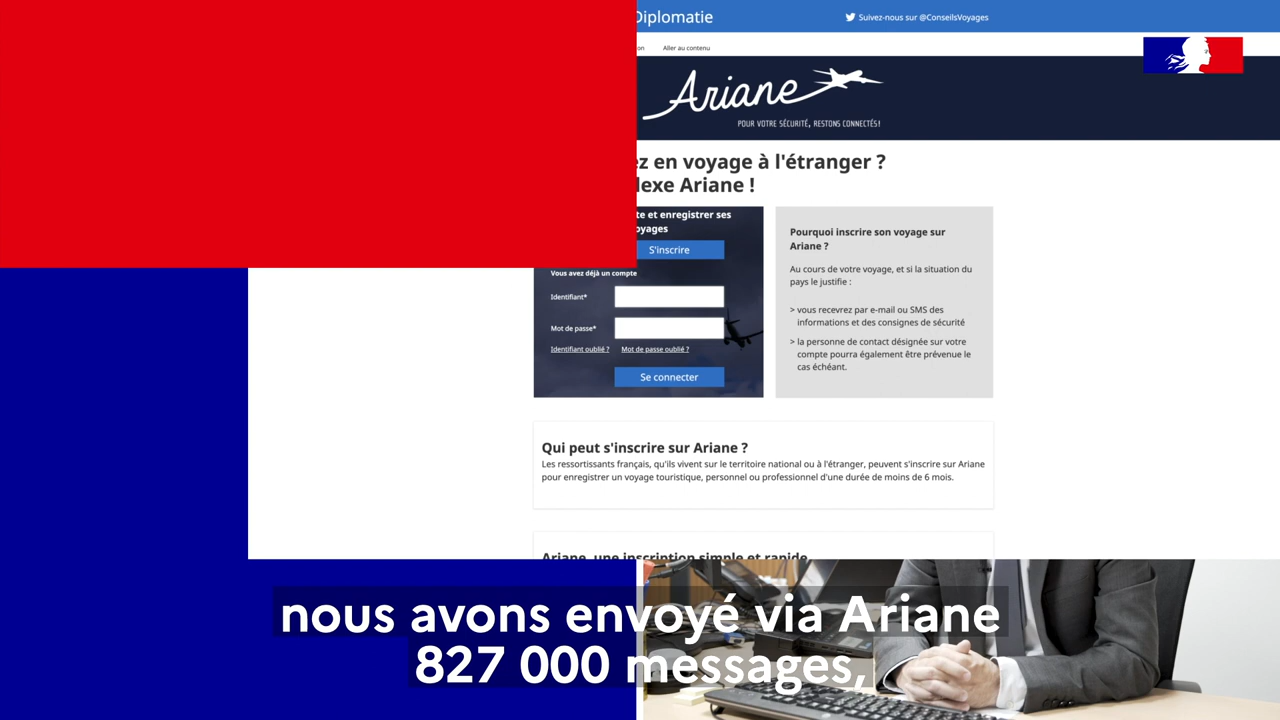 Diplomatie
Suivez-nous sur @ConseilsVoyages
on Aller au contenu
Ariane
POUR VOTRE SÉCURITÉ, RESTONS CONNECTÉS!
ez en voyage à l'étranger ?
lexe Ariane !
te et enregistrer ses
oyages
S'inscrire
Vous avez déjà un compte
Identifiant*
Mot de passe*
Identifiant oublié ? Mot de passe oublié ?
Se connecter
Pourquoi inscrire son voyage sur
Ariane ?
Au cours de votre voyage, et si la situation du
pays le justifie :
> vous recevrez par e-mail ou SMS des
informations et des consignes de sécurité
> la personne de contact désignée sur votre
compte pourra également être prévenue le
cas échéant.
Qui peut s'inscrire sur Ariane ?
Les ressortissants français, qu'ils vivent sur le territoire national ou à l'étranger, peuvent s'inscrire sur Ariane
pour enregistrer un voyage touristique, personnel ou professionnel d'une durée de moins de 6 mois.
Ariane, une inscription simple et rapide
nous avons envoyé via Ariane
827 000 messages,